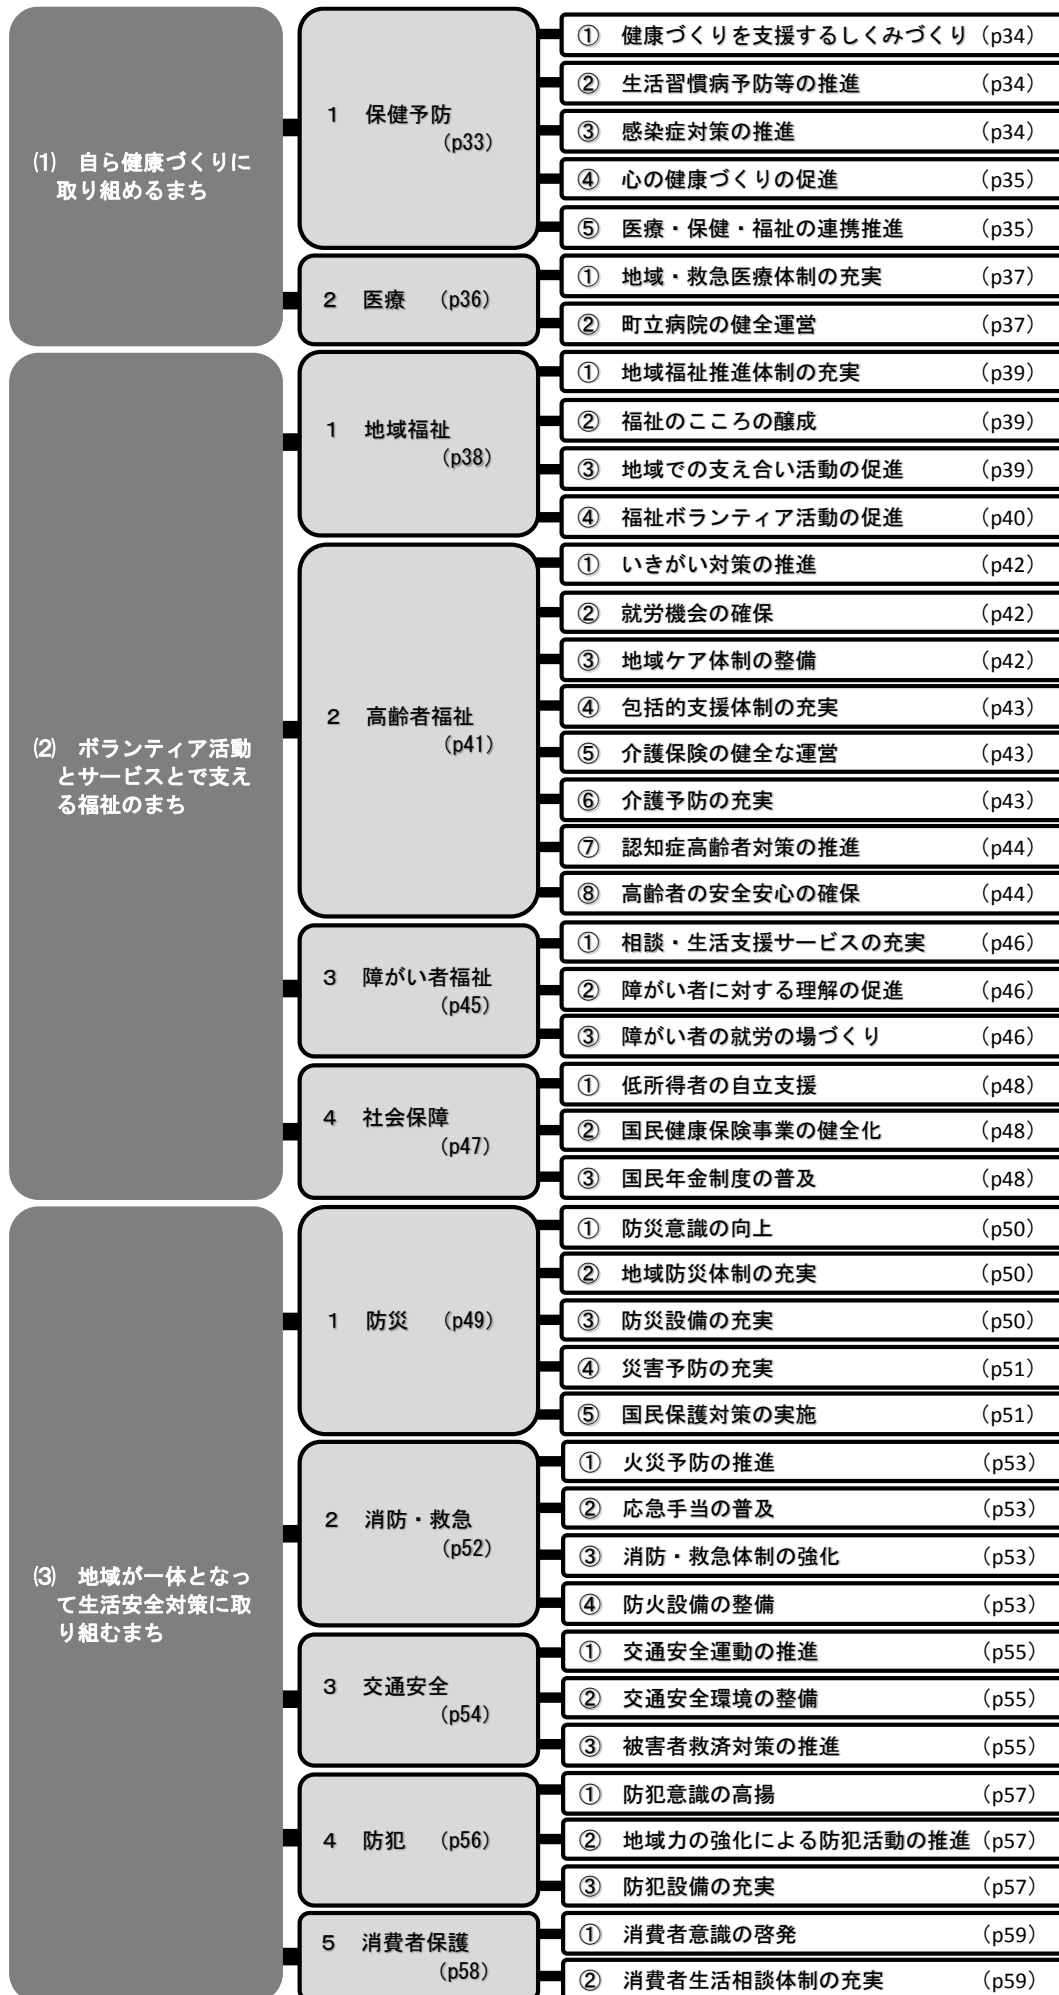 ⑴ 自ら健康づくりに
取り組めるまち
1 保健予防
(p33)
① 健康づくりを支援するしくみづくり (p34)
② 生活習慣病予防等の推進 (p34)
③ 感染症対策の推進 (p34)
④ 心の健康づくりの促進 (p35)
⑤ 医療・保健・福祉の連携推進 (p35)
2 医療 (p36)
① 地域・救急医療体制の充実 (p37)
② 町立病院の健全運営 (p37)
⑵ ボランティア活動
とサービスとで支え
る福祉のまち
1 地域福祉
(p38)
① 地域福祉推進体制の充実 (p39)
② 福祉のこころの醸成 (p39)
③ 地域での支え合い活動の促進 (p39)
④ 福祉ボランティア活動の促進 (p40)
2 高齢者福祉
(p41)
① いきがい対策の推進 (p42)
② 就労機会の確保 (p42)
③ 地域ケア体制の整備 (p42)
④ 包括的支援体制の充実 (p43)
⑤ 介護保険の健全な運営 (p43)
⑥ 介護予防の充実 (p43)
⑦ 認知症高齢者対策の推進 (p44)
⑧ 高齢者の安全安心の確保 (p44)
3 障がい者福祉
(p45)
① 相談・生活支援サービスの充実 (p46)
② 障がい者に対する理解の促進 (p46)
③ 障がい者の就労の場づくり (p46)
4 社会保障
(p47)
① 低所得者の自立支援 (p48)
② 国民健康保険事業の健全化 (p48)
③ 国民年金制度の普及 (p48)
⑶ 地域が一体となっ
て生活安全対策に取
り組むまち
1 防災 (p49)
① 防災意識の向上 (p50)
② 地域防災体制の充実 (p50)
③ 防災設備の充実 (p50)
④ 災害予防の充実 (p51)
⑤ 国民保護対策の実施 (p51)
2 消防・救急
(p52)
① 火災予防の推進 (p53)
② 応急手当の普及 (p53)
③ 消防・救急体制の強化 (p53)
④ 防火設備の整備 (p53)
3 交通安全
(p54)
① 交通安全運動の推進 (p55)
② 交通安全環境の整備 (p55)
③ 被害者救済対策の推進 (p55)
4 防犯 (p56)
① 防犯意識の高揚 (p57)
② 地域力の強化による防犯活動の推進 (p57)
③ 防犯設備の充実 (p57)
5 消費者保護
(p58)
① 消費者意識の啓発 (p59)
② 消費者生活相談体制の充実 (p59)